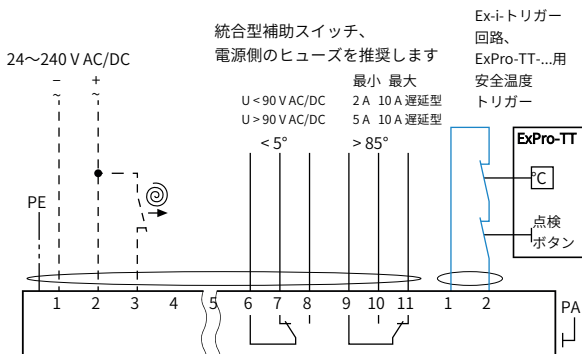 24～240 V AC/DC
− +
~ ~
統合型補助スイッチ、
電源側のヒューズを推奨します
最小 最大
U < 90 V AC/DC 2 A 10 A 遅延型
U > 90 V AC/DC 5 A 10 A 遅延型
< 5° > 85°
Ex-i-トリガー
回路、
ExPro-TT-...用
安全温度
トリガー
ExPro-TT
°C
点検
ボタン
PE
1 2 3 4 5 6 7 8 9 10 11 1 2
PA